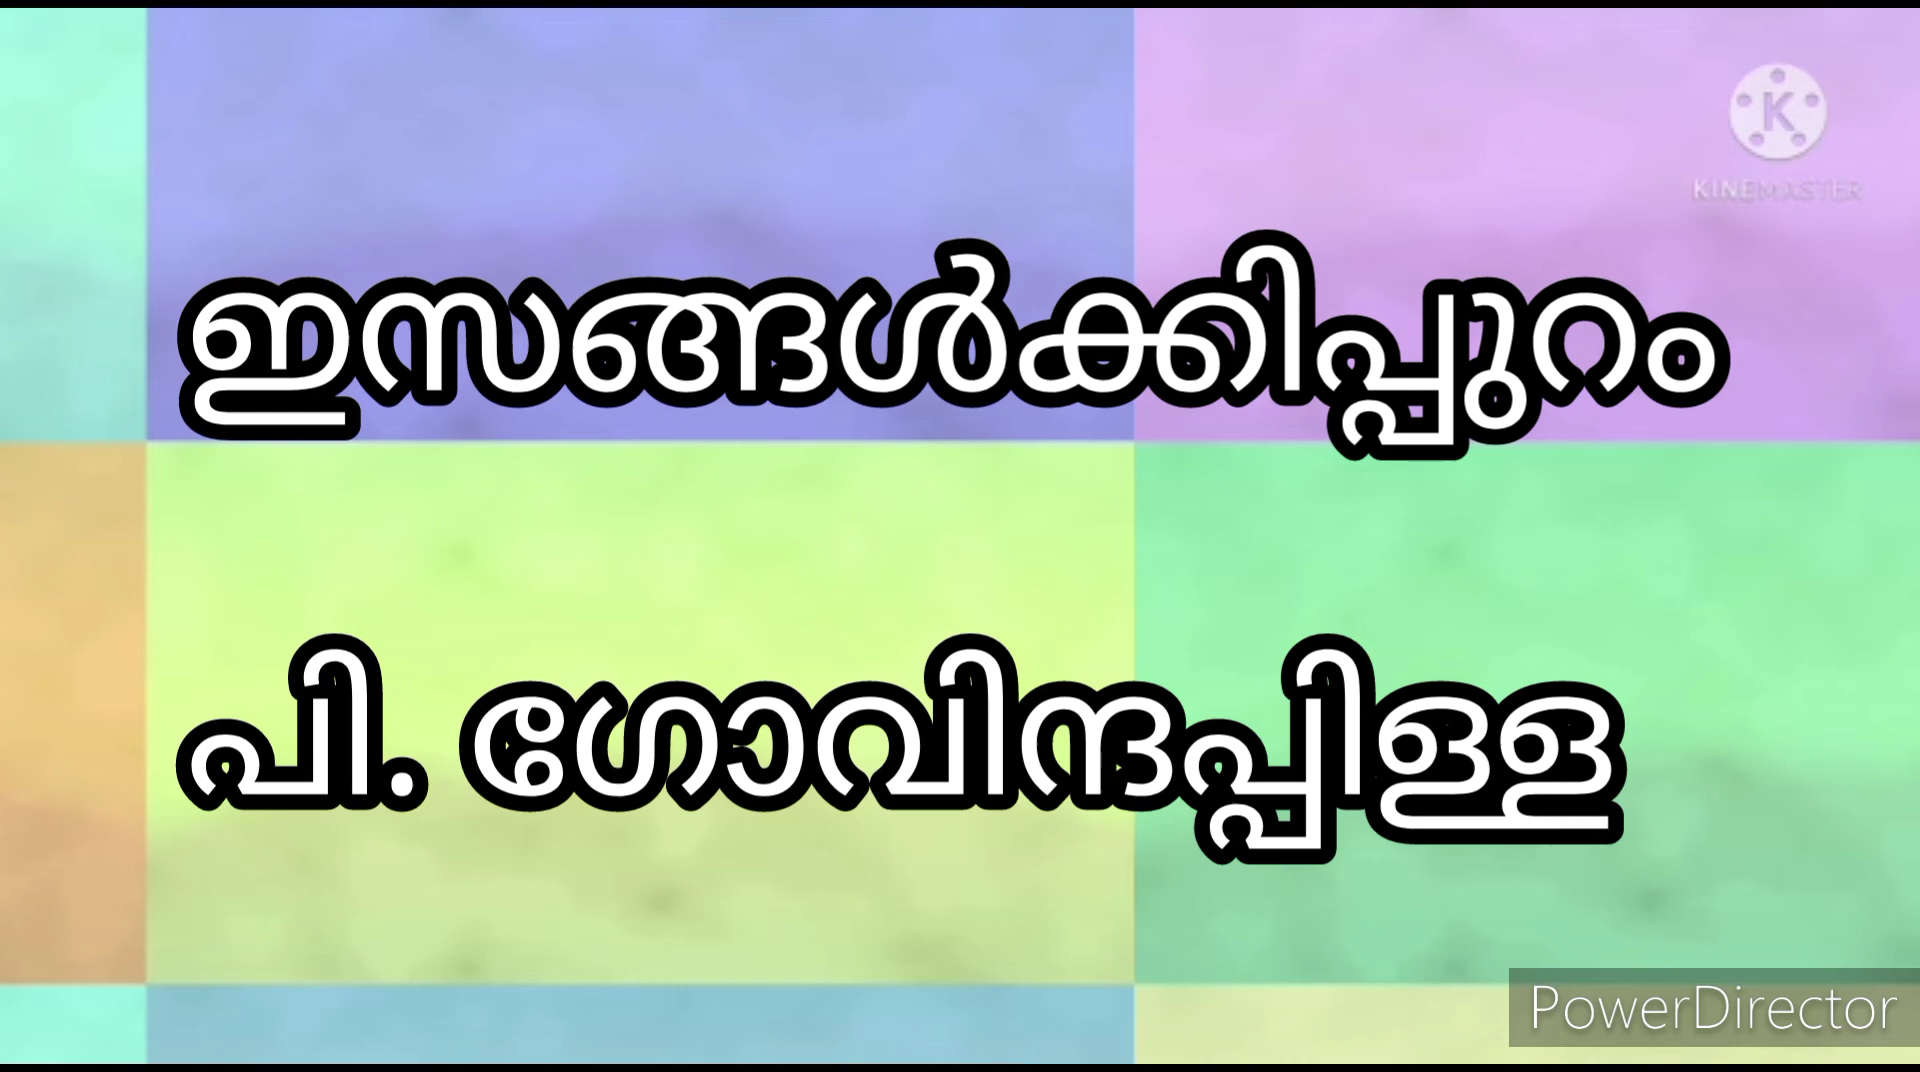 K
KINEMASTER
ഇസങ്ങൾക്കിപ്പുറം
പി. ഗോവിന്ദപ്പിള്ള
PowerDirector